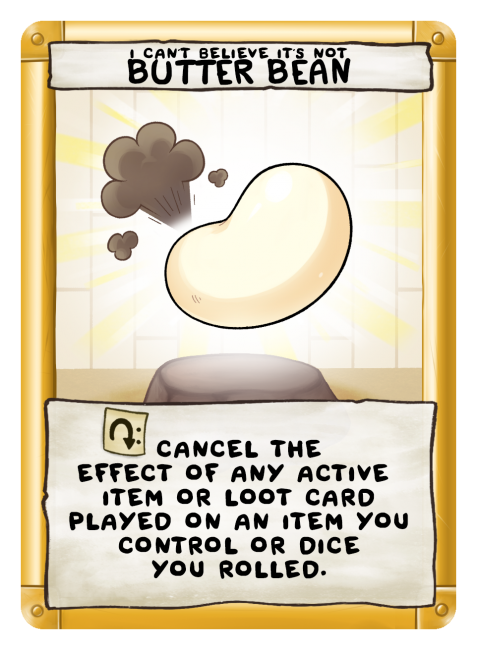 I CAN'T BELIEVE IT'S NOT
BUTTER BEAN
: CANCEL THE
EFFECT OF ANY ACTIVE
ITEM OR LOOT CARD
PLAYED ON AN ITEM YOU
CONTROL OR DICE
YOU ROLLED.